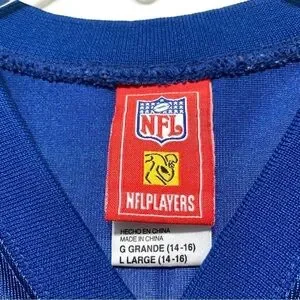 NFL
NFLPLAYERS
HECHO EN CHINA
MADE IN CHINA
G GRANDE (14-16)
L LARGE (14-16)